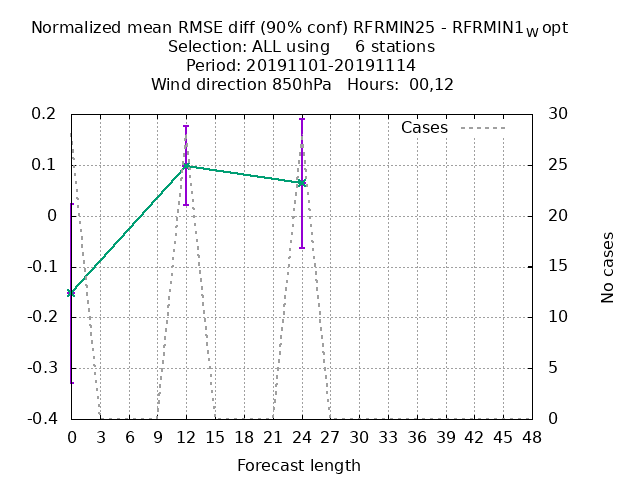 Normalized mean RMSE diff (90% conf) RFRMIN25 - RFRMIN1W opt
Selection: ALL using 6 stations
Period: 20191101-20191114
Wind direction 850hPa Hours: 00,12
Cases
0.2
0.1
0
-0.1
-0.2
-0.3
-0.4
30
25
20
15
10
5
0
No cases
0 3 6 9 12 15 18 21 24 27 30 33 36 39 42 45 48
Forecast length